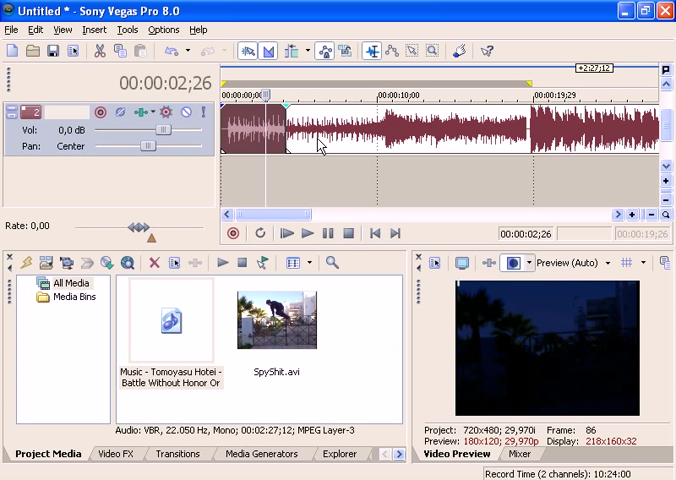 Untitled * - Sony Vegas Pro 8.0
File Edit View Insert Tools Options Help
00:00:02;26
+2:27;12
00:00:00;00 00:00:10;00 00:00:19;29
2
Vol: 0,0 dB
Pan: Center
Rate: 0,00
00:00:02;26 00:00:19;26
All Media
Media Bins
Music - Tomoyasu Hotei -
Battle Without Honor Or
SpyShit.avi
Audio: VBR, 22.050 Hz, Mono; 00:02:27;12; MPEG Layer-3
Project Media Video FX Transitions Media Generators Explorer
Preview (Auto)
Project: 720x480; 29,970i Frame: 86
Preview: 180x120; 29,970p Display: 218x160x32
Video Preview Mixer
Record Time (2 channels): 10:24:00